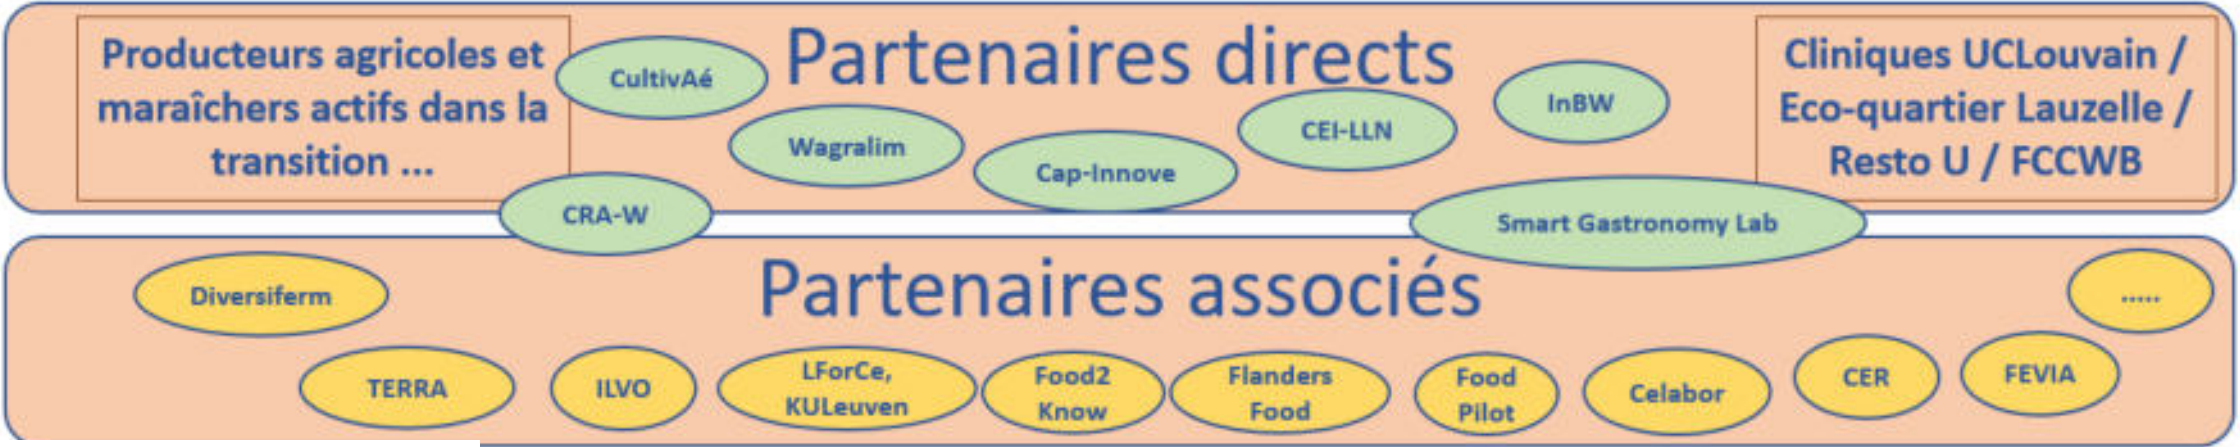 Producteurs agricoles et
maraîchers actifs dans la
transition ...
CultivAé
Partenaires directs
Wagralim
Cap-Innove
CEI-LLN
InBW
Cliniques UCLouvain /
Eco-quartier Lauzelle /
Resto U / FCCWB
CRA-W
Smart Gastronomy Lab
Partenaires associés
Diversiferm
.....
TERRA
ILVO
LForCe,
KULeuven
Food2
Know
Flanders
Food
Food
Pilot
Celabor
CER
FEVIA